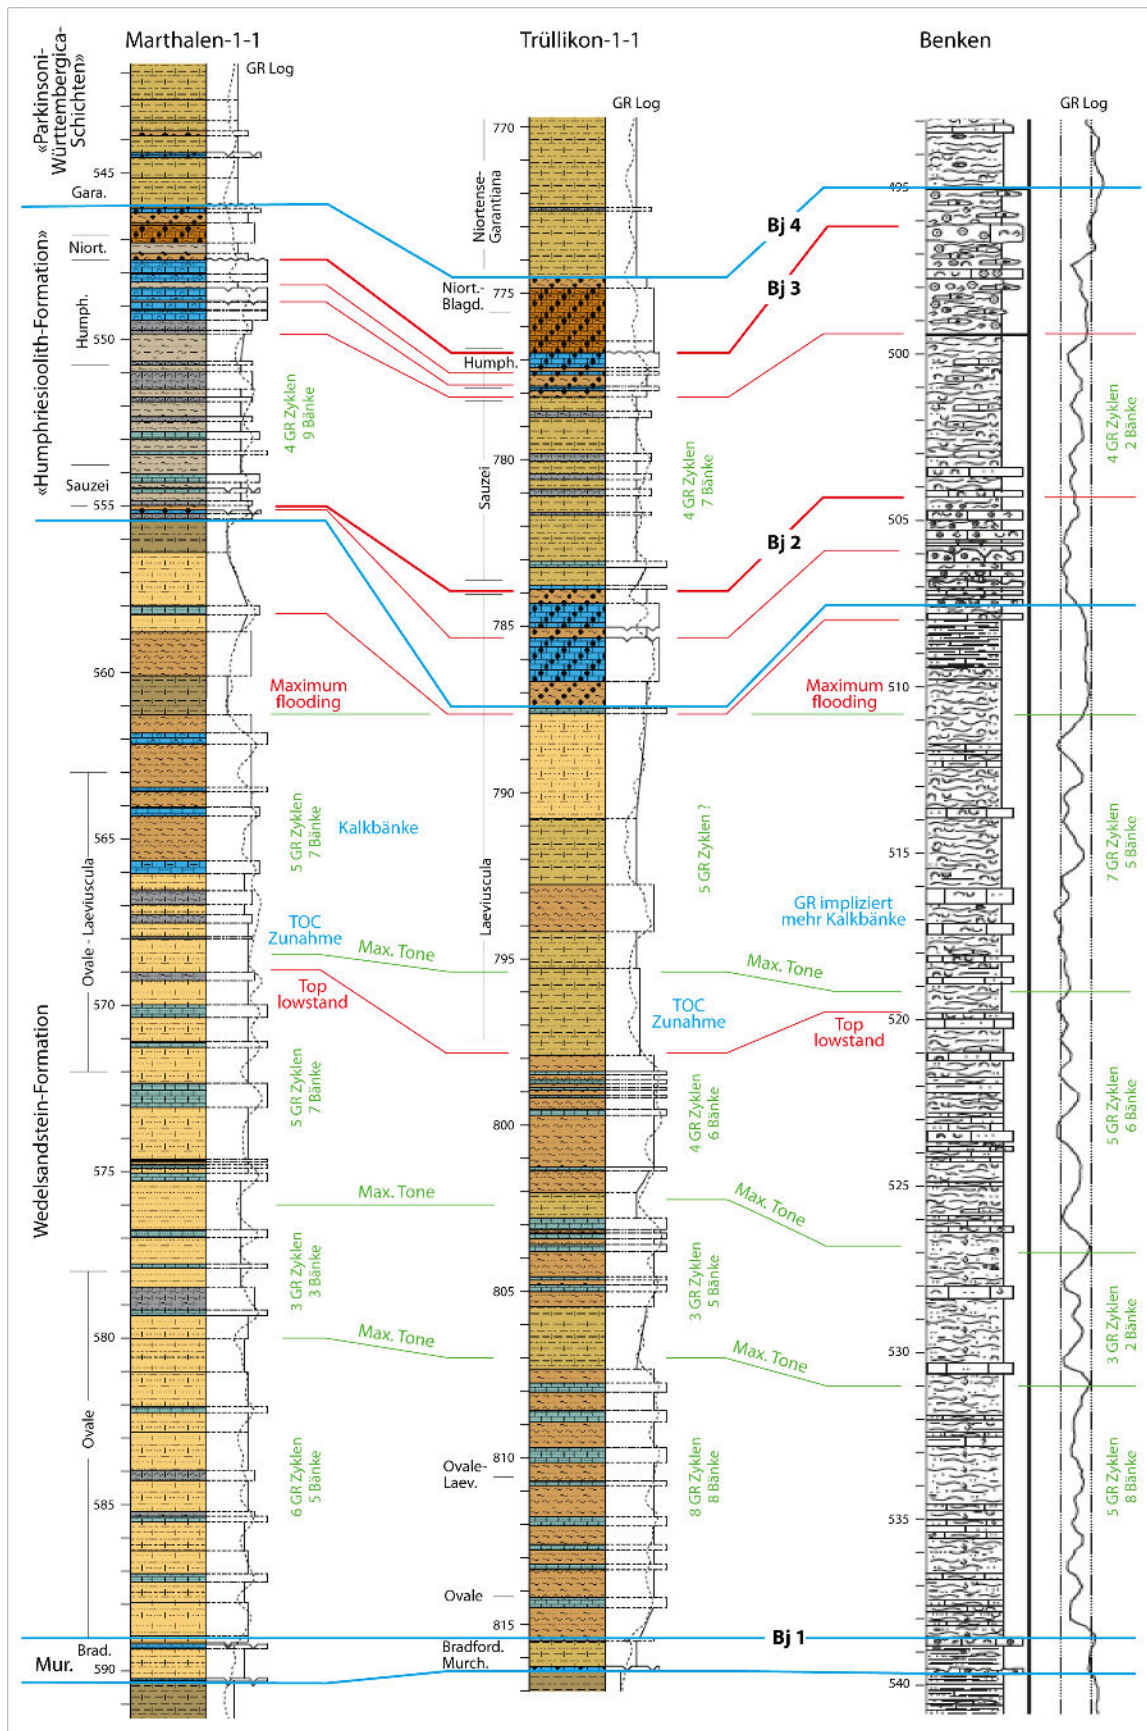 Marthalen-1-1
Trüllikon-1-1
Benken
«Parkinsoni-
Württembergica-
Schichten»
GR Log
GR Log
GR Log
545
Gara.
«Humphriesioolith-Formation»
Niort.
Humph.
550
Sauzei
555
560
565
570
575
580
585
590
Ovale - Laeviuscula
Wedelsandstein-Formation
Ovale
Brad.
Mur.
4 GR Zyklen
9 Bänke
Maximum
flooding
5 GR Zyklen
7 Bänke
Kalkbänke
TOC
Zunahme
Max. Tone
Top
lowstand
5 GR Zyklen
7 Bänke
Max. Tone
3 GR Zyklen
3 Bänke
Max. Tone
6 GR Zyklen
5 Bänke
770
Niortense-
Garantiana
Niort.-
Blagd.
775
Humph.
780
Sauzei
785
790
Laeviuscula
795
800
805
Ovale-
Laev.
810
Ovale
815
Bradford.
Murch.
Bj 4
Bj 3
4 GR Zyklen
7 Bänke
Bj 2
Maximum
flooding
5 GR Zyklen ?
GR impliziert
mehr Kalkbänke
Max. Tone
TOC
Zunahme
Top
lowstand
4 GR Zyklen
6 Bänke
Max. Tone
3 GR Zyklen
5 Bänke
Max. Tone
8 GR Zyklen
8 Bänke
Bj 1
495
500
505
510
515
520
525
530
535
540
4 GR Zyklen
2 Bänke
7 GR Zyklen
5 Bänke
5 GR Zyklen
6 Bänke
3 GR Zyklen
2 Bänke
5 GR Zyklen
8 Bänke